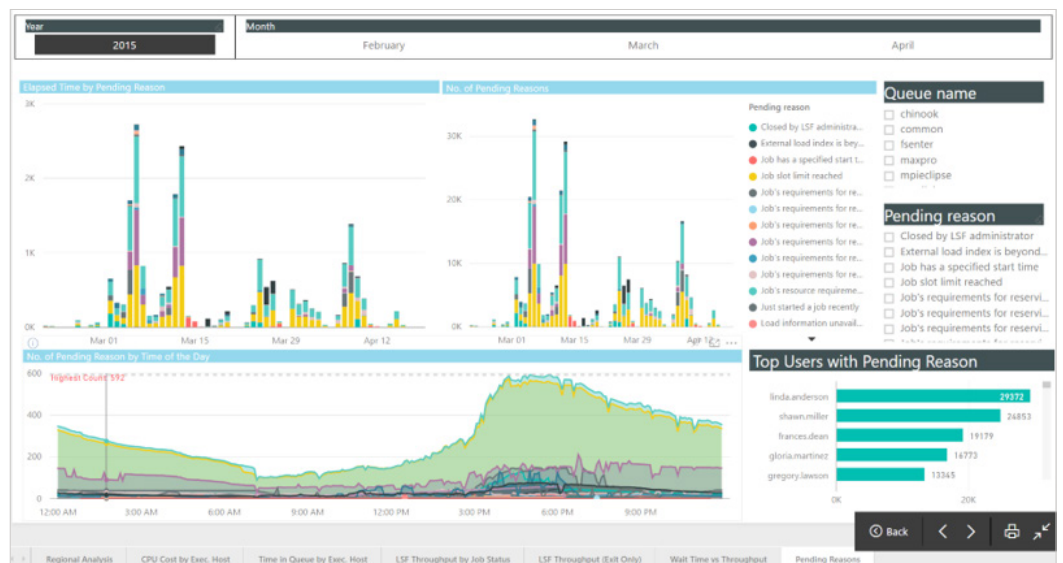 Year
2015
Month
February
March
April
Elapsed Time by Pending Reason
3K
2K
1K
0K
Mar 01
Mar 15
Mar 29
Apr 12
No. of Pending Reasons
30K
20K
10K
0K
Mar 01
Mar 15
Mar 29
Apr 12
Pending reason
Closed by LSF administra...
External load index is bey...
Job has a specified start t...
Job slot limit reached
Job's requirements for re...
Job's requirements for re...
Job's requirements for re...
Job's requirements for re...
Job's requirements for re...
Job's requirements for re...
Job's resource requireme...
Just started a job recently
Load information unavail...
Queue name
chinook
common
fsenter
maxpro
mpieclipse
Pending reason
Closed by LSF administrator
External load index is beyond...
Job has a specified start time
Job slot limit reached
Job's requirements for reservi...
Job's requirements for reservi...
Job's requirements for reservi...
No. of Pending Reason by Time of the Day
600
Highest Count: 592
400
200
0
12:00 AM
3:00 AM
6:00 AM
9:00 AM
12:00 PM
3:00 PM
6:00 PM
9:00 PM
Top Users with Pending Reason
linda.anderson
29372
shawn.miller
24853
frances.dean
19179
gloria.martinez
16773
gregory.lawson
13345
0K
20K
Back
Regional Analysis
CPU Cost by Exec. Host
Time in Queue by Exec. Host
LSF Throughput by Job Status
LSF Throughput (Exit Only)
Wait Time vs Throughput
Pending Reasons